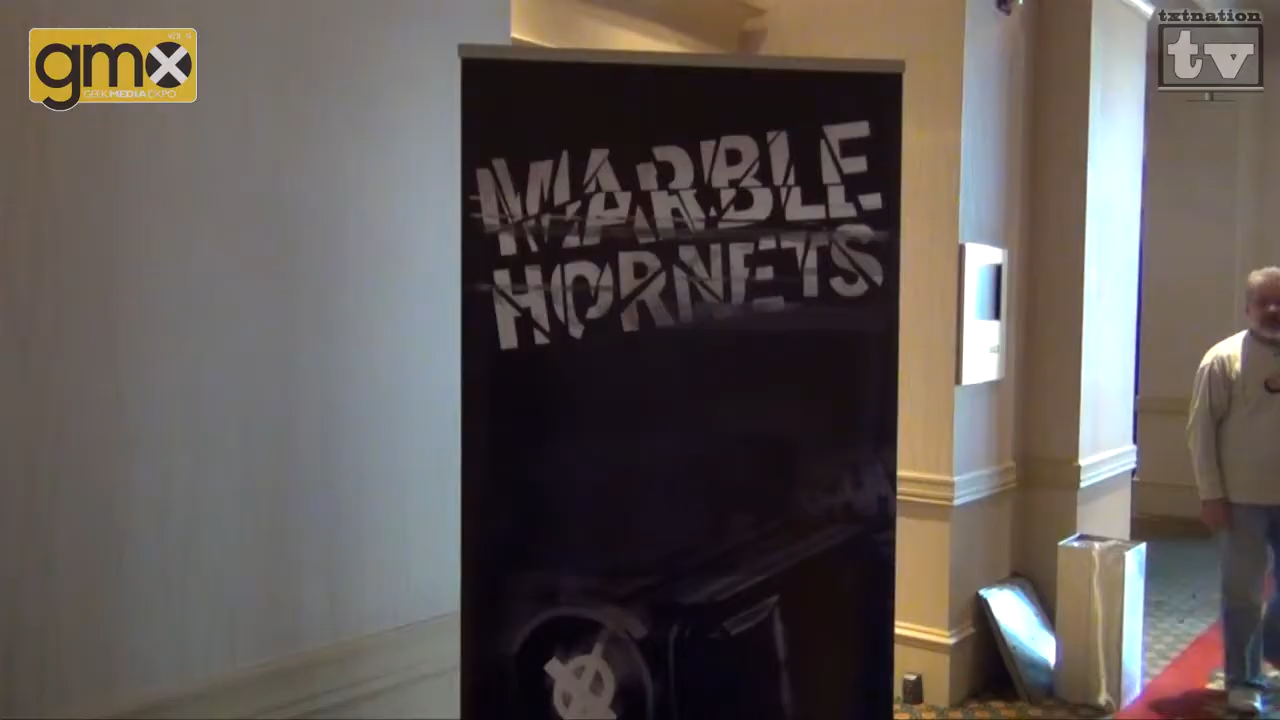 gmx
GEEK MEDIA EXPO
txtnation
tv
MARBLE
HORNETS